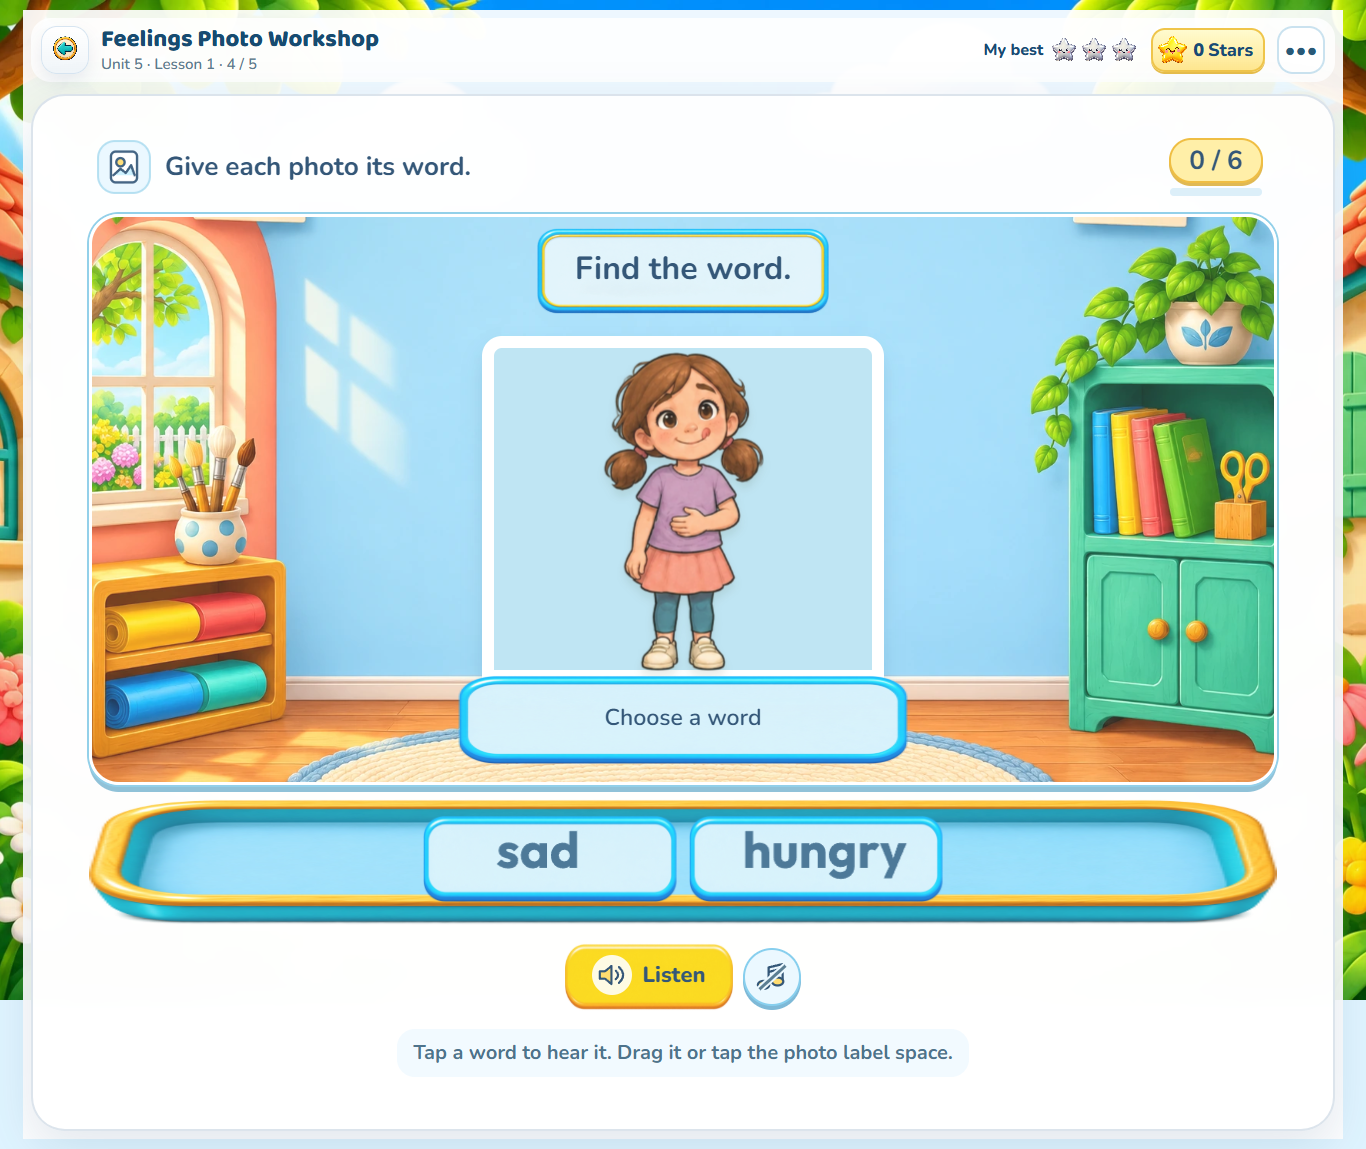 Feelings Photo Workshop
Unit 5 · Lesson 1 · 4 / 5
My best
0 Stars
Give each photo its word.
0 / 6
Find the word.
Choose a word
sad
hungry
Listen
Tap a word to hear it. Drag it or tap the photo label space.